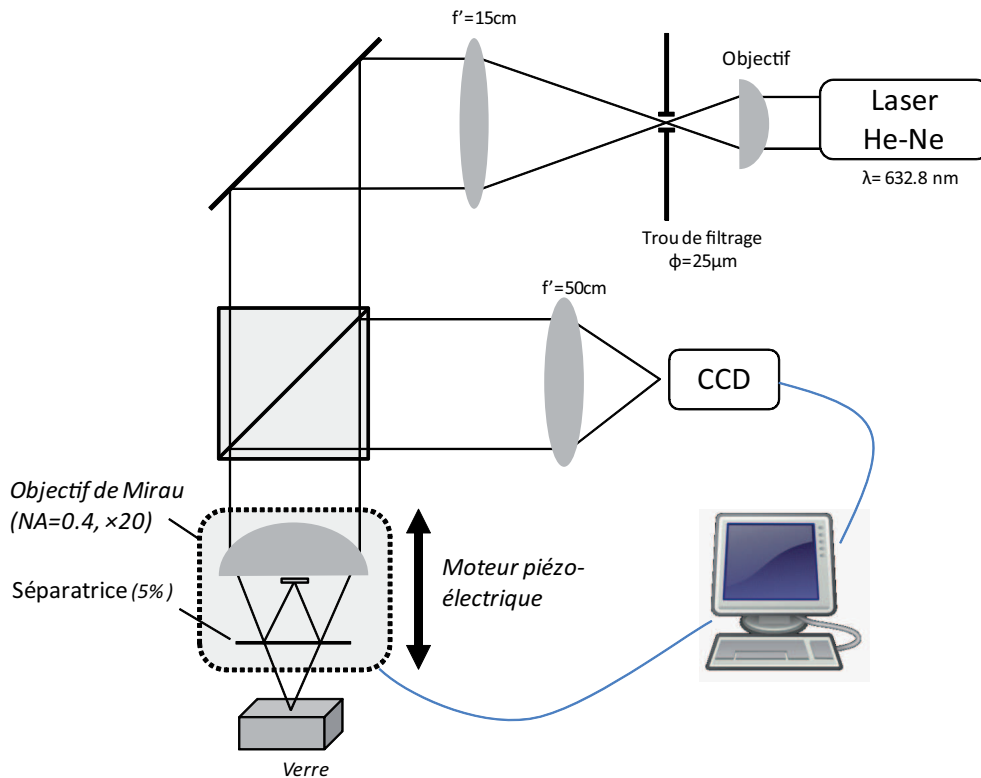 f'=15cm
Objectif
Laser
He-Ne
λ= 632.8 nm
Trou de filtrage
ϕ=25µm
f'=50cm
CCD
Objectif de Mirau
(NA=0.4, ×20)
Séparatrice (5%)
Moteur piézo-
électrique
Verre